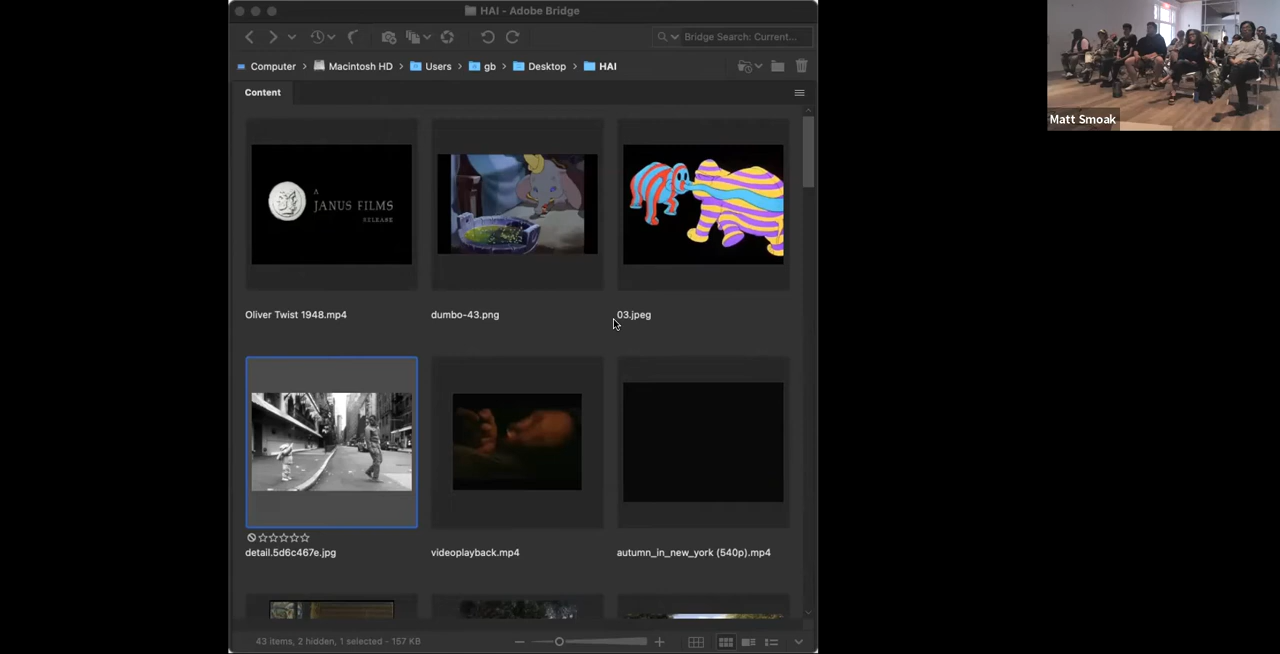 HAI - Adobe Bridge
Bridge Search: Current...
Computer
Macintosh HD
Users
gb
Desktop
HAI
Content
A
JANUS FILMS
RELEASE
Oliver Twist 1948.mp4
dumbo-43.png
03.jpeg
detail.5d6c467e.jpg
videoplayback.mp4
autumn_in_new_york (540p).mp4
43 items, 2 hidden, 1 selected - 157 KB
Matt Smoak